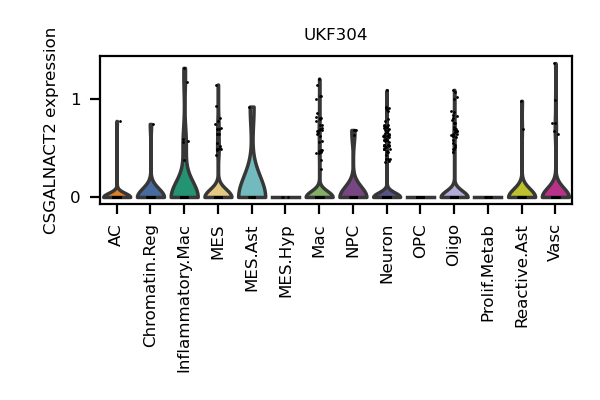 UKF304
CSGALNACT2 expression
1
0
AC
Chromatin.Reg
Inflammatory.Mac
MES
MES.Ast
MES.Hyp
Mac
NPC
Neuron
OPC
Oligo
Prolif.Metab
Reactive.Ast
Vasc